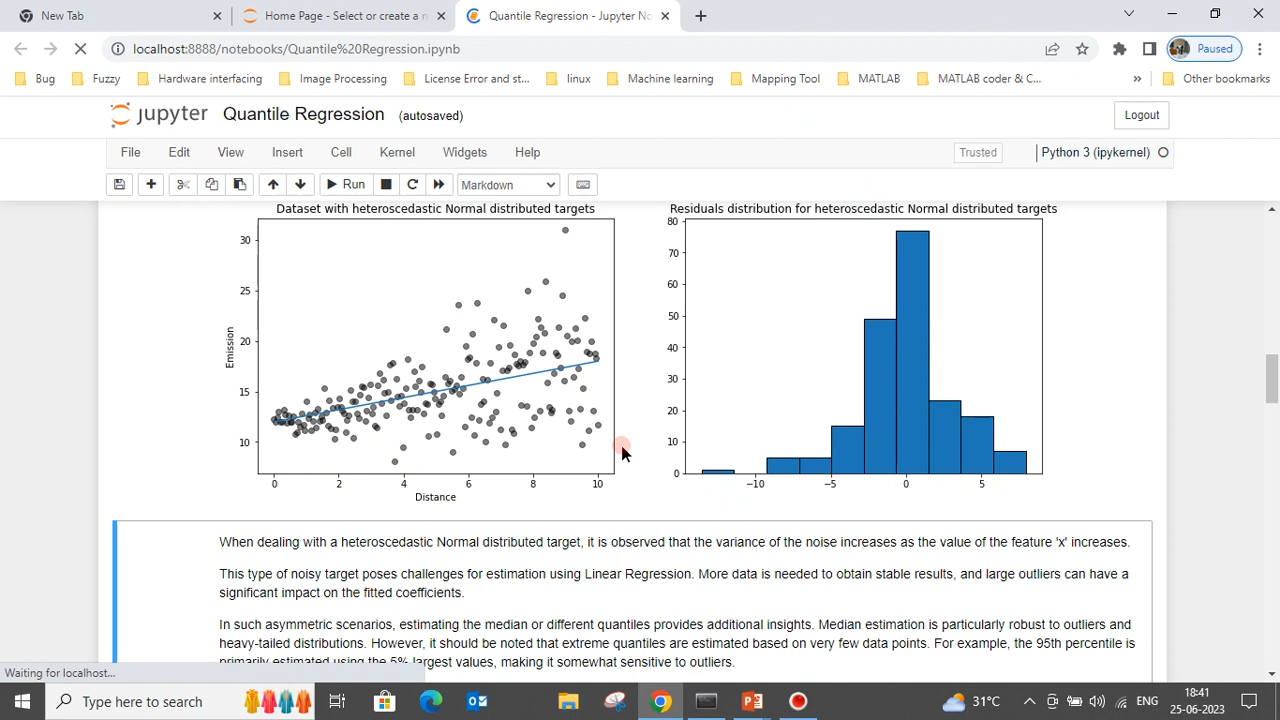 New Tab
Home Page - Select or create a n
Quantile Regression - Jupyter No
localhost:8888/notebooks/Quantile%20Regression.ipynb
Paused
Bug
Fuzzy
Hardware interfacing
Image Processing
License Error and st...
linux
Machine learning
Mapping Tool
MATLAB
MATLAB coder & C...
»
Other bookmarks
jupyter
Quantile Regression (autosaved)
Logout
File
Edit
View
Insert
Cell
Kernel
Widgets
Help
Trusted
Python 3 (ipykernel)
Run
Markdown
Dataset with heteroscedastic Normal distributed targets
30
25
20
15
10
Emission
0
2
4
6
8
10
Distance
Residuals distribution for heteroscedastic Normal distributed targets
80
70
60
50
40
30
20
10
0
−10
−5
0
5
When dealing with a heteroscedastic Normal distributed target, it is observed that the variance of the noise increases as the value of the feature 'x' increases.
This type of noisy target poses challenges for estimation using Linear Regression. More data is needed to obtain stable results, and large outliers can have a
significant impact on the fitted coefficients.
In such asymmetric scenarios, estimating the median or different quantiles provides additional insights. Median estimation is particularly robust to outliers and
heavy-tailed distributions. However, it should be noted that extreme quantiles are estimated based on very few data points. For example, the 95th percentile is
primarily estimated using the 5% largest values, making it somewhat sensitive to outliers.
Waiting for localhost...
Type here to search
31°C
ENG
18:41
25-06-2023